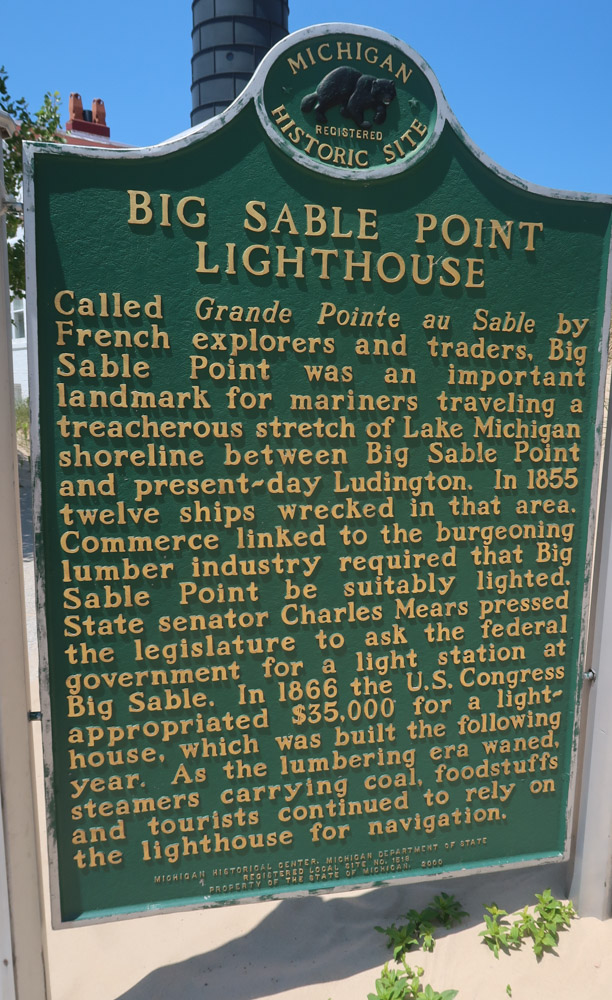 MICHIGAN
REGISTERED
HISTORIC SITE
BIG SABLE POINT
LIGHTHOUSE
Called Grande Pointe au Sable by
French explorers and traders, Big
Sable Point was an important
landmark for mariners traveling a
treacherous stretch of Lake Michigan
shoreline between Big Sable Point
and present-day Ludington. In 1855
twelve ships wrecked in that area.
Commerce linked to the burgeoning
lumber industry required that Big
Sable Point be suitably lighted.
State senator Charles Mears pressed
the legislature to ask the federal
government for a light station at
Big Sable. In 1866 the U.S. Congress
appropriated $35,000 for a light-
house, which was built the following
year. As the lumbering era waned,
steamers carrying coal, foodstuffs
and tourists continued to rely on
the lighthouse for navigation.
MICHIGAN HISTORICAL CENTER, MICHIGAN DEPARTMENT OF STATE
REGISTERED LOCAL SITE NO. 1318
PROPERTY OF THE STATE OF MICHIGAN, 2000